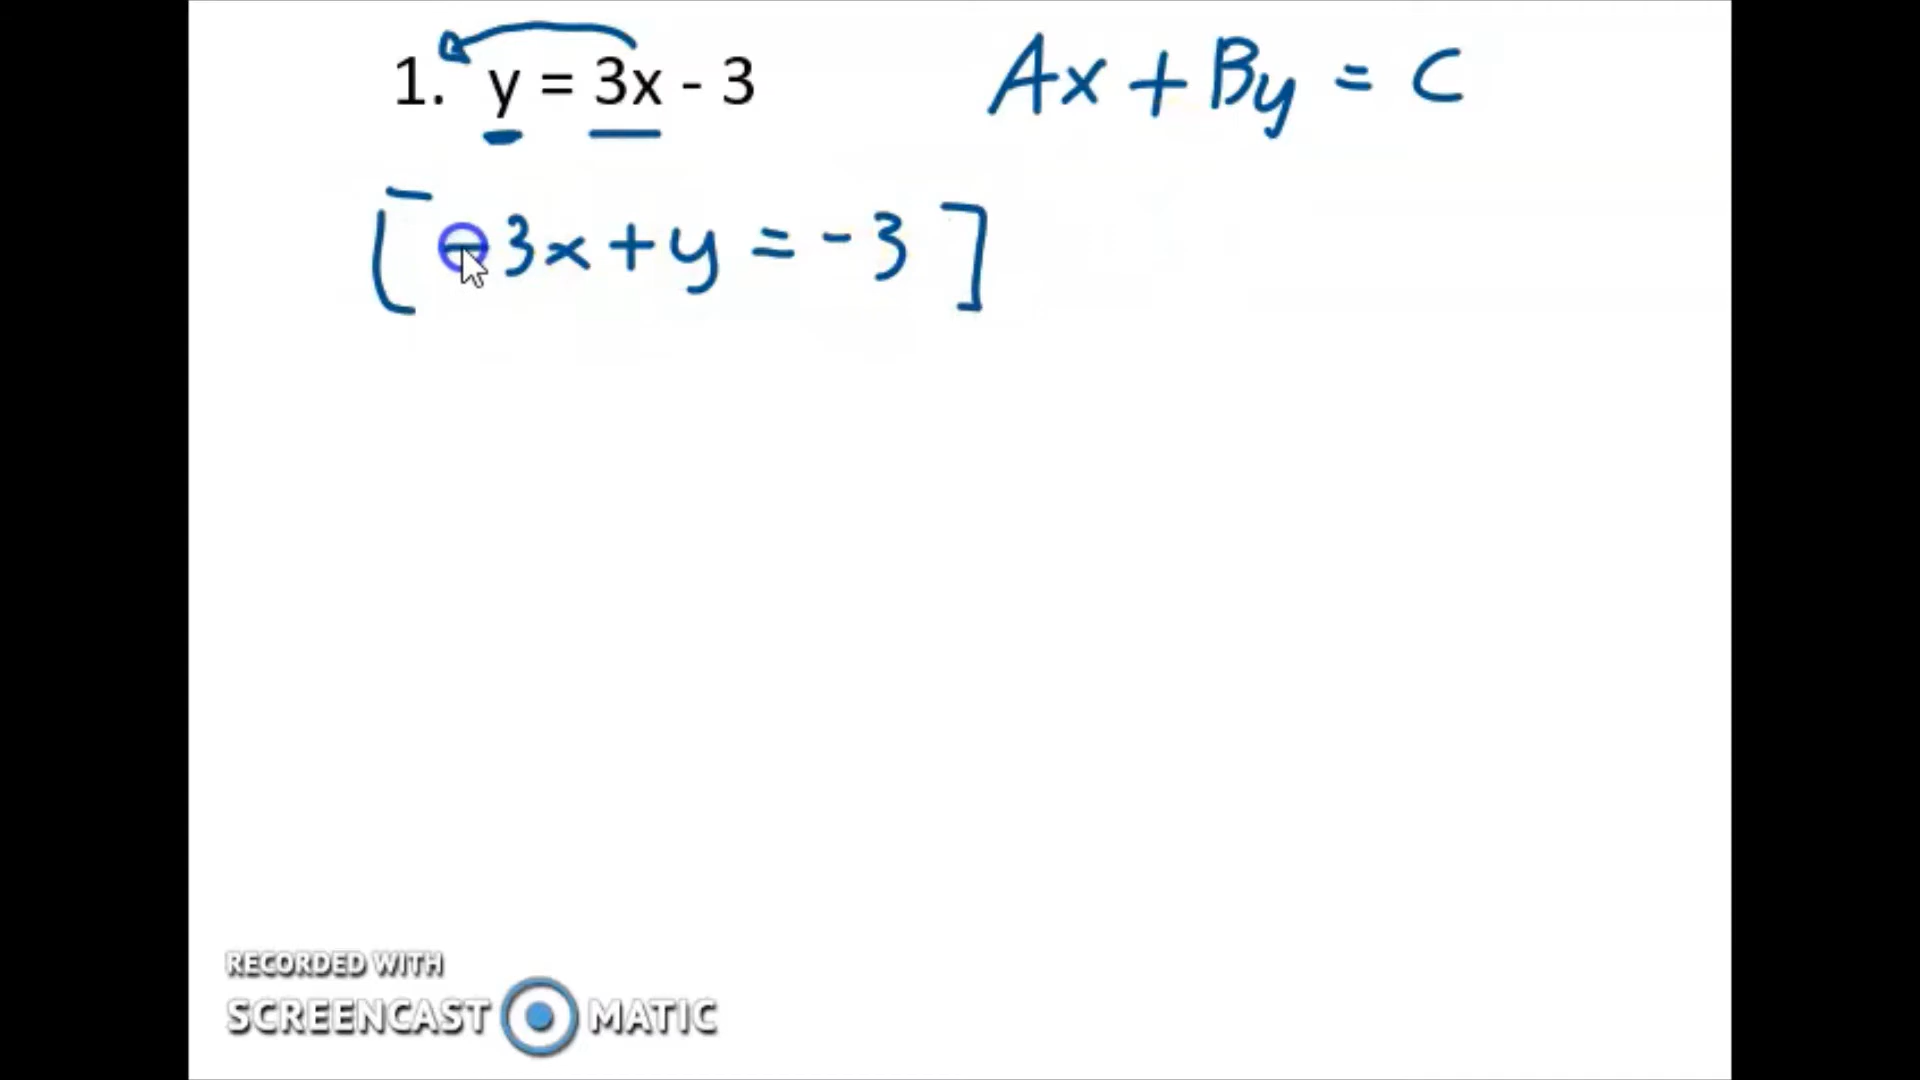 1. y = 3x - 3
Ax + By = C
[ -3x + y = -3 ]
RECORDED WITH
SCREENCAST MATIC